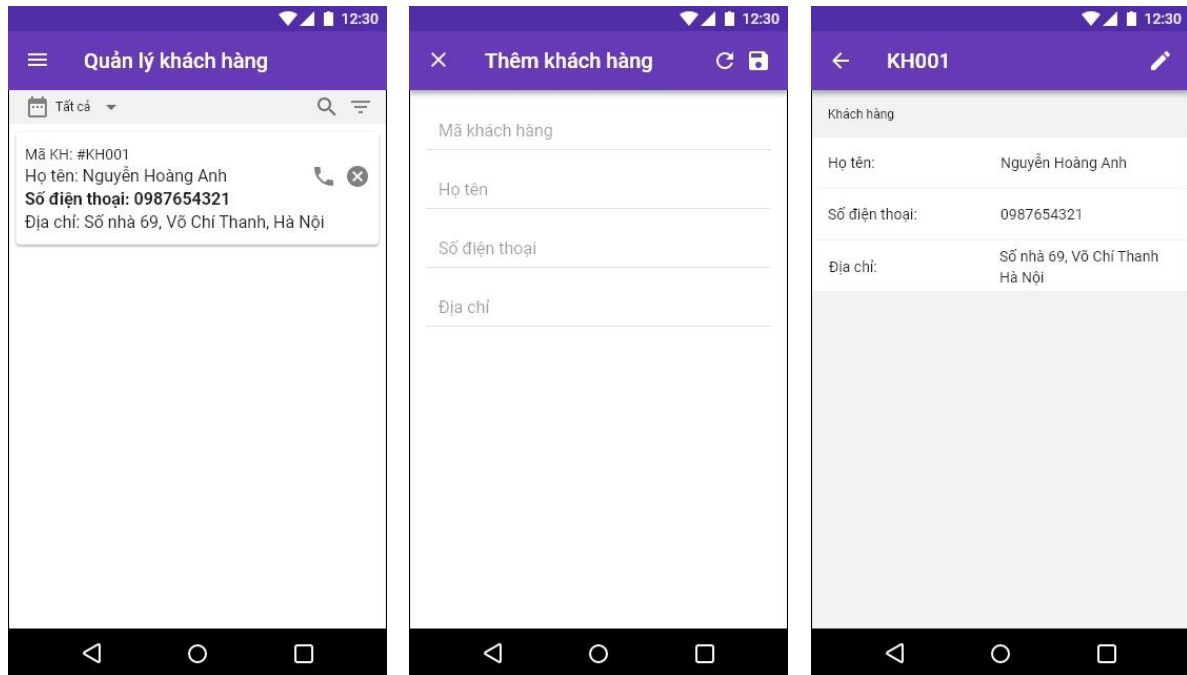 12:30
Quản lý khách hàng
Tất cả
Mã KH: #KH001
Họ tên: Nguyễn Hoàng Anh
Số điện thoại: 0987654321
Địa chỉ: Số nhà 69, Võ Chí Thanh, Hà Nội
12:30
Thêm khách hàng
Mã khách hàng
Họ tên
Số điện thoại
Địa chỉ
12:30
KH001
Khách hàng
Họ tên: Nguyễn Hoàng Anh
Số điện thoại: 0987654321
Địa chỉ: Số nhà 69, Võ Chí Thanh
Hà Nội